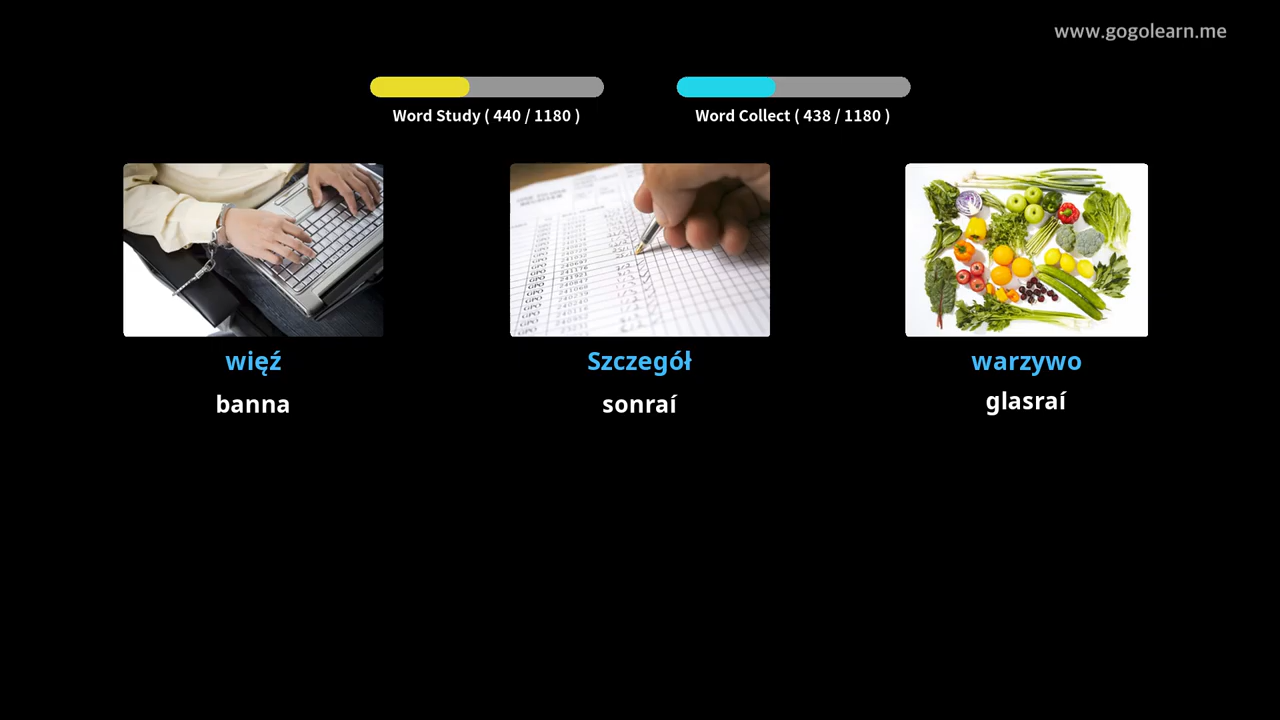 www.gogolearn.me
Word Study ( 440 / 1180 )
Word Collect ( 438 / 1180 )
więź
Szczegół
warzywo
banna
sonraí
glasraí